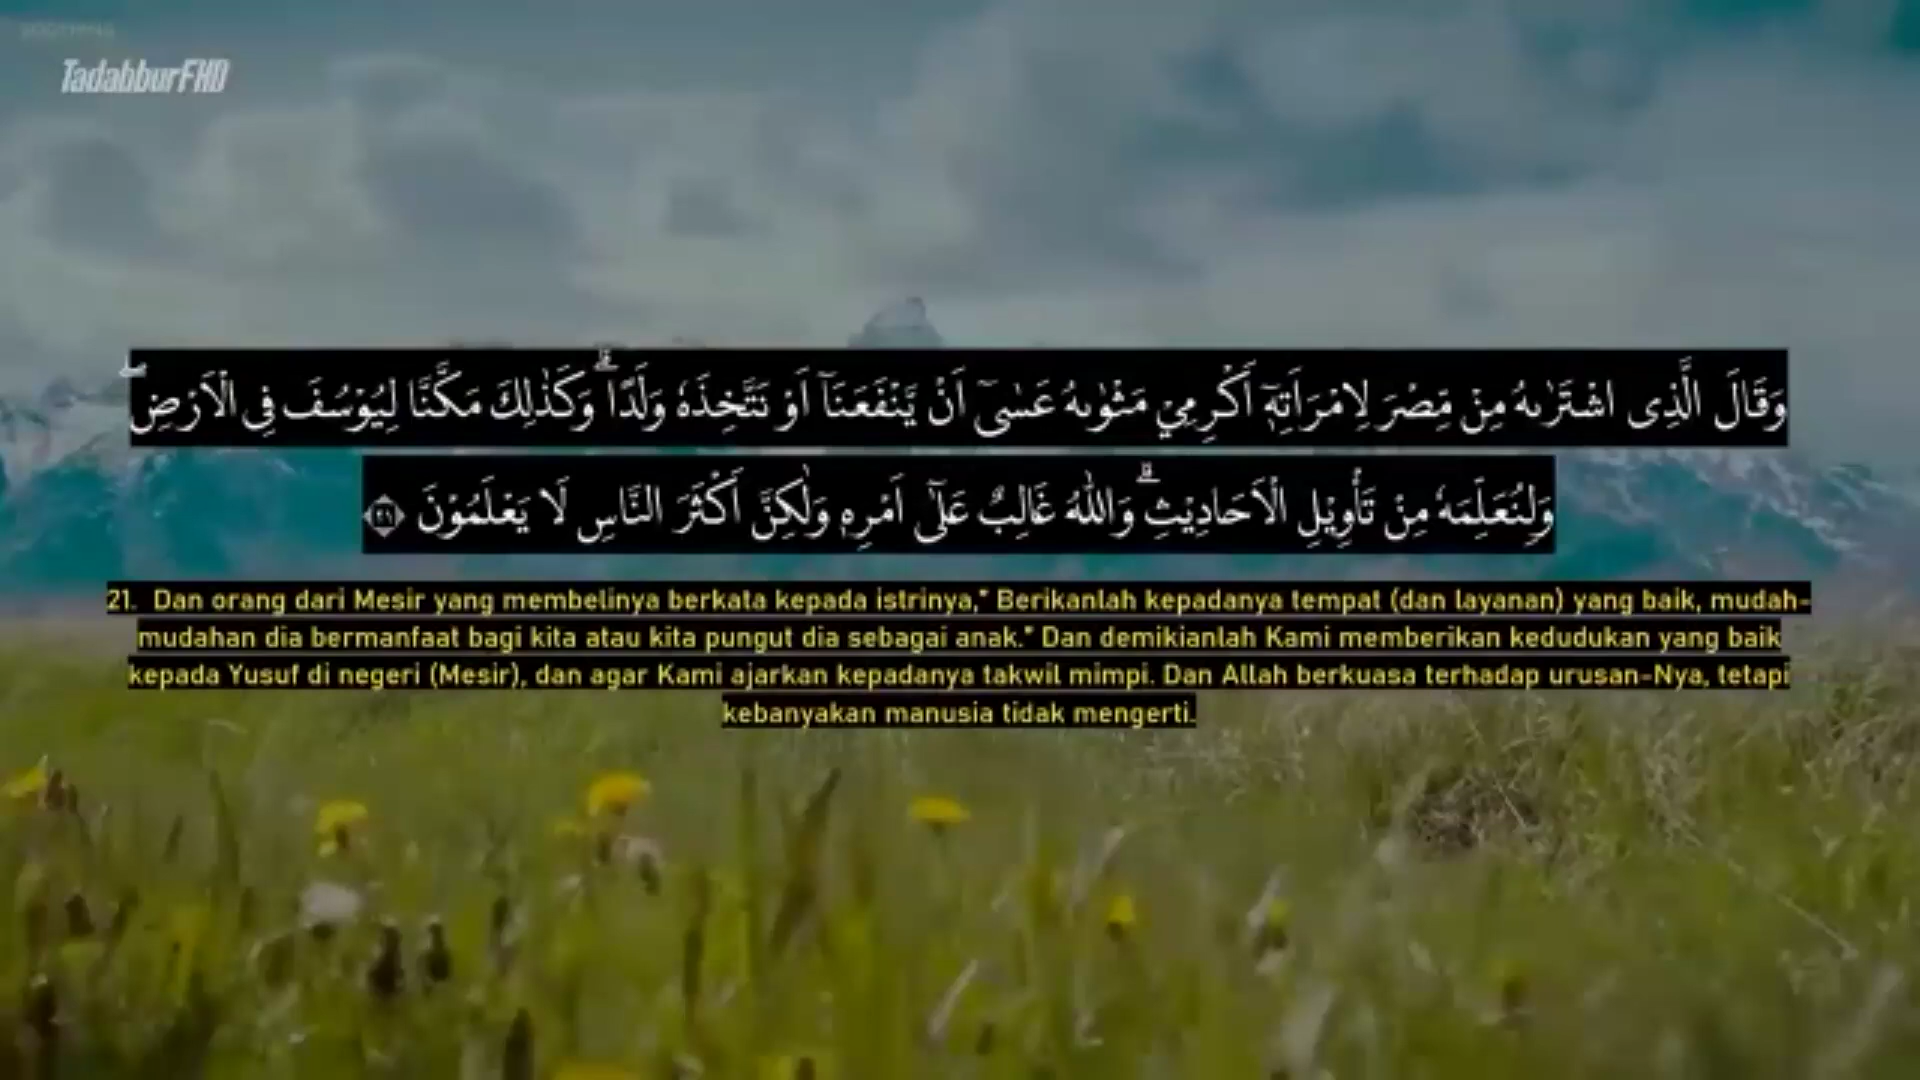 TadabburFHD
وَقَالَ الَّذِى اشْتَرٰىهُ مِنْ مِّصْرَ لِامْرَاَتِهٖٓ اَكْرِمِيْ مَثْوٰىهُ عَسٰىٓ اَنْ يَّنْفَعَنَآ اَوْ نَتَّخِذَهٗ وَلَدًا ۗوَكَذٰلِكَ مَكَّنَّا لِيُوْسُفَ فِى الْاَرْضِۖ
وَلِنُعَلِّمَهٗ مِنْ تَأْوِيْلِ الْاَحَادِيْثِۗ وَاللّٰهُ غَالِبٌ عَلٰٓى اَمْرِهٖ وَلٰكِنَّ اَكْثَرَ النَّاسِ لَا يَعْلَمُوْنَ ﴿٢١﴾
21. Dan orang dari Mesir yang membelinya berkata kepada istrinya," Berikanlah kepadanya tempat (dan layanan) yang baik, mudah-
mudahan dia bermanfaat bagi kita atau kita pungut dia sebagai anak." Dan demikianlah Kami memberikan kedudukan yang baik
kepada Yusuf di negeri (Mesir), dan agar Kami ajarkan kepadanya takwil mimpi. Dan Allah berkuasa terhadap urusan-Nya, tetapi
kebanyakan manusia tidak mengerti.